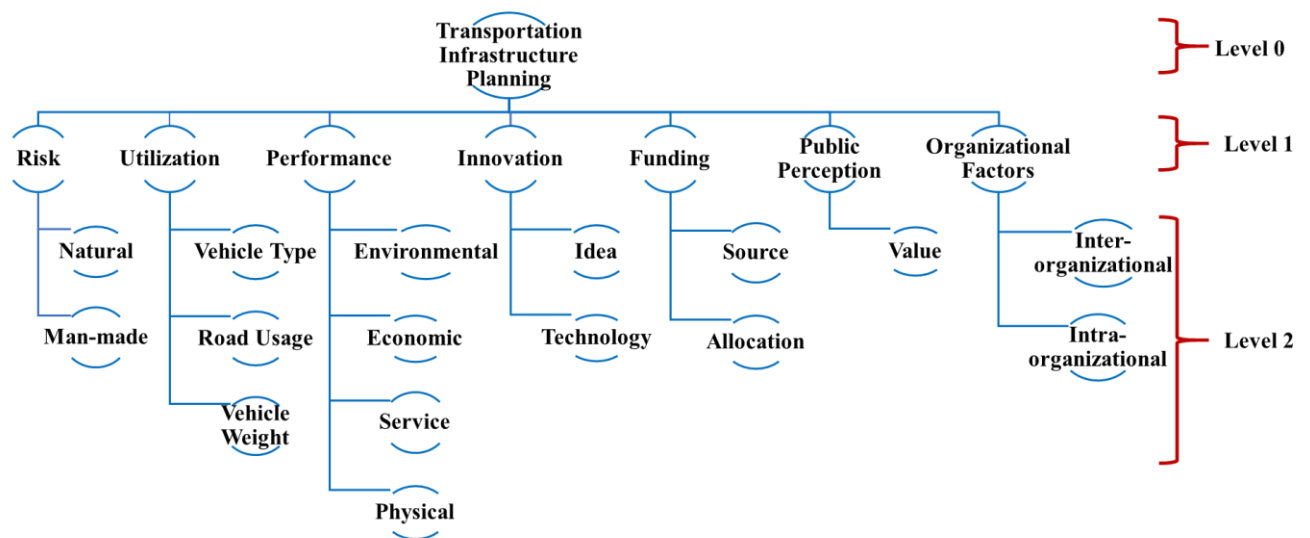 Transportation
Infrastructure
Planning
Level 0
Risk
Utilization
Performance
Innovation
Funding
Public
Perception
Organizational
Factors
Level 1
Natural
Vehicle Type
Environmental
Idea
Source
Value
Inter-
organizational
Man-made
Road Usage
Economic
Technology
Allocation
Intra-
organizational
Level 2
Vehicle
Weight
Service
Physical